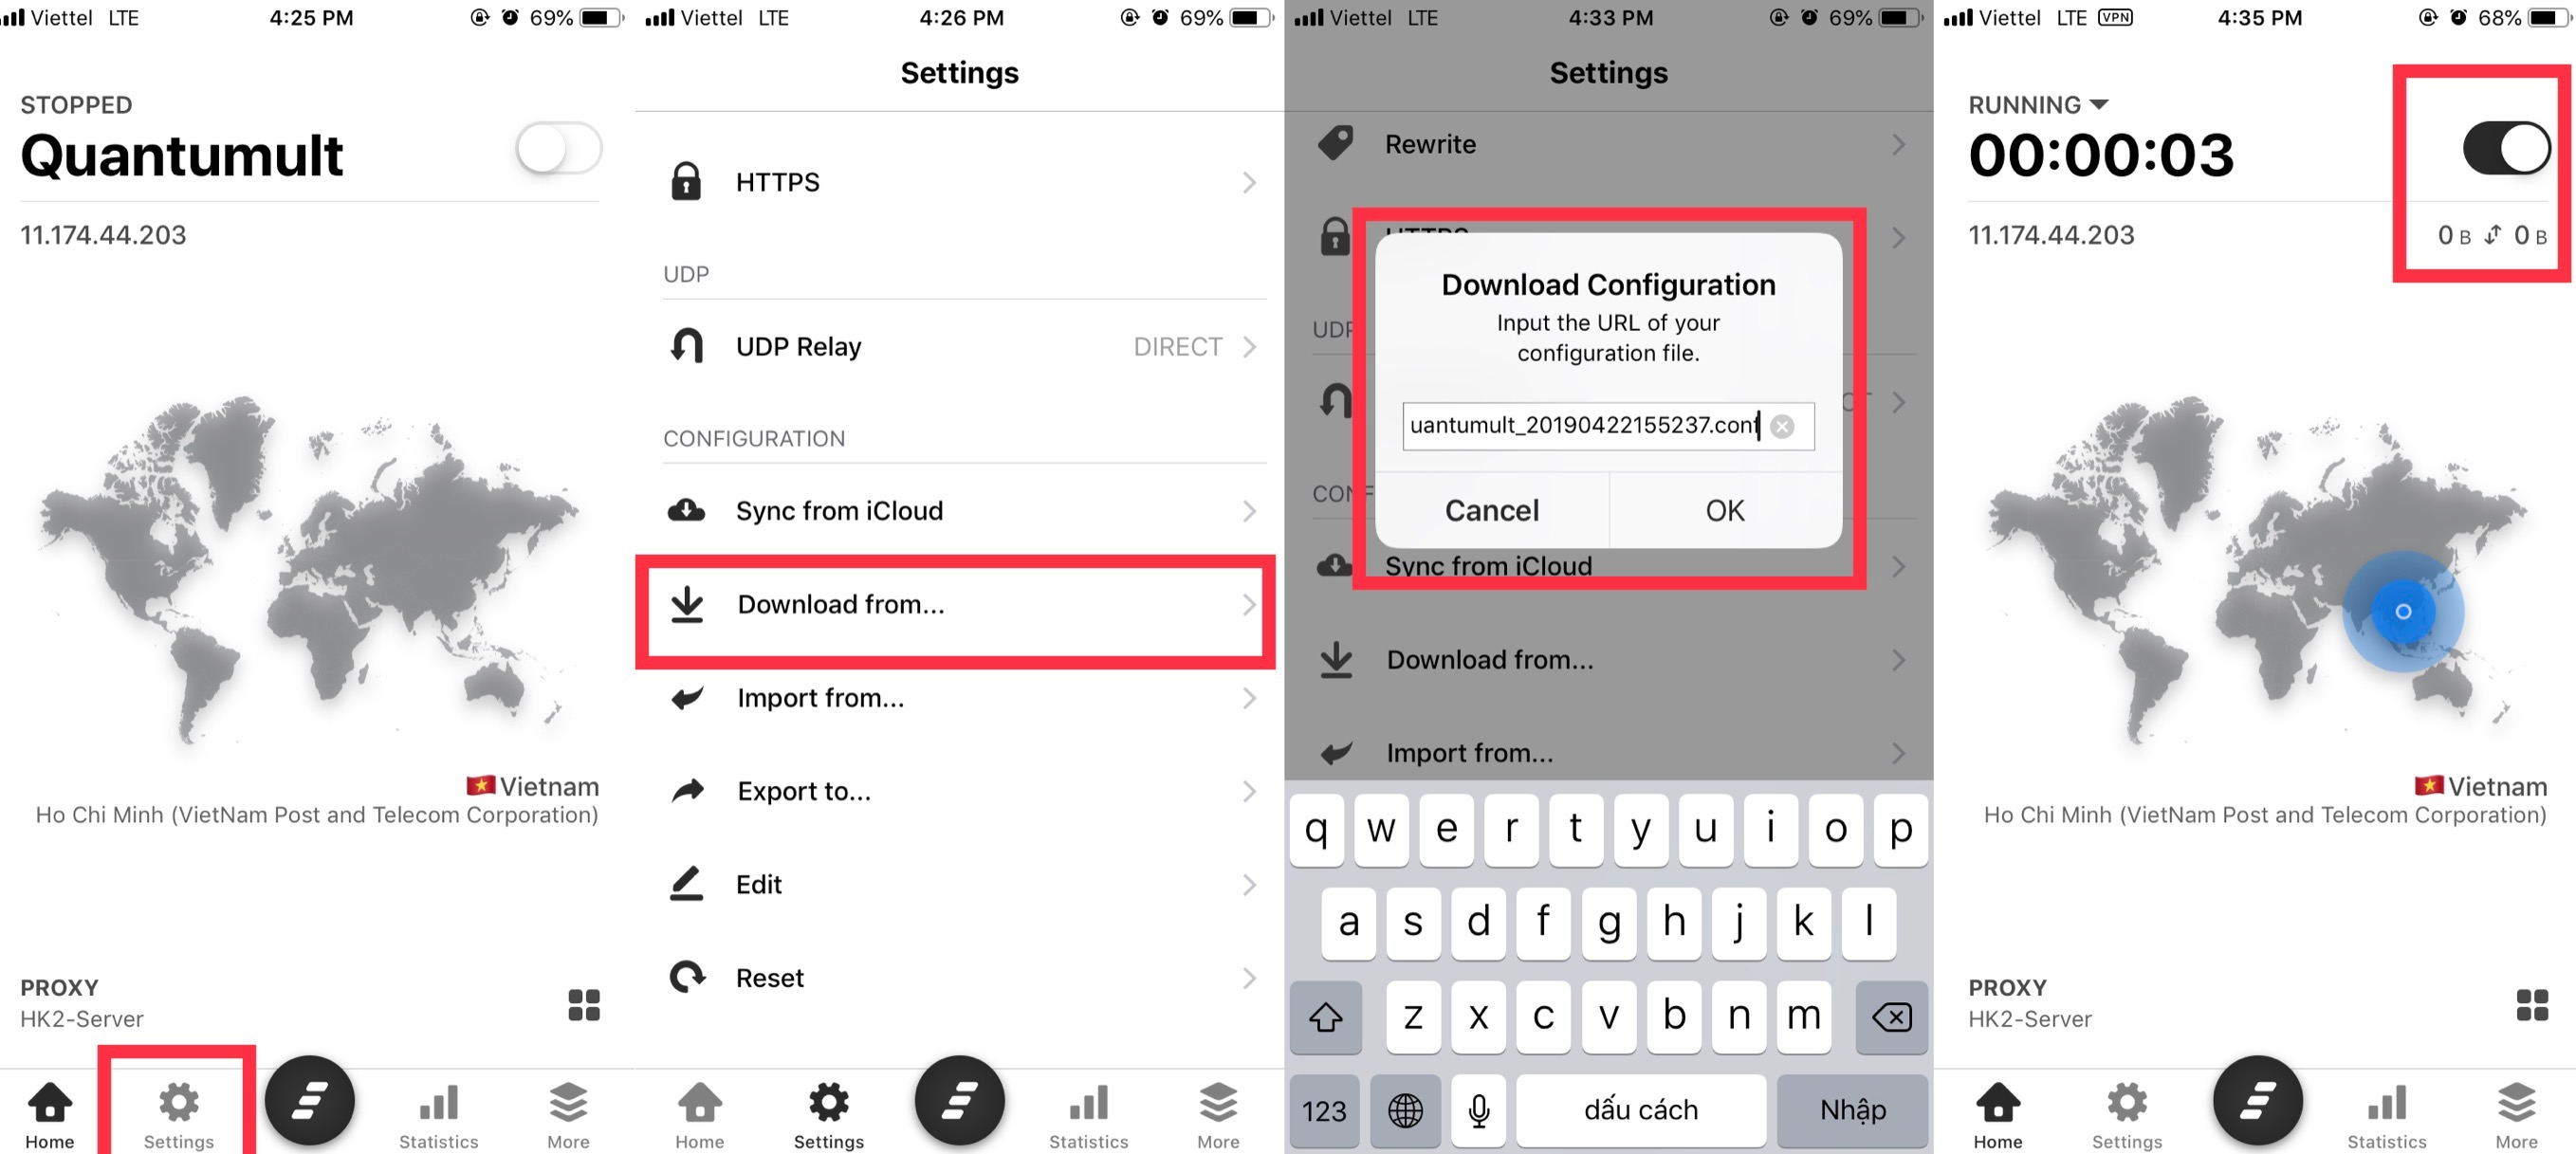 Viettel LTE 4:25 PM 69%
STOPPED
Quantumult
11.174.44.203
Vietnam
Ho Chi Minh (VietNam Post and Telecom Corporation)
PROXY
HK2-Server
Home Settings Statistics More
Viettel LTE 4:26 PM 69%
Settings
HTTPS
UDP
UDP Relay DIRECT
CONFIGURATION
Sync from iCloud
Download from...
Import from...
Export to...
Edit
Reset
Home Settings Statistics More
Viettel LTE 4:33 PM 69%
Settings
Rewrite
Download Configuration
Input the URL of your
configuration file.
uantumult_20190422155237.conf
Cancel OK
Sync from iCloud
Download from...
Import from...
q w e r t y u i o p
a s d f g h j k l
z x c v b n m
123 dấu cách Nhập
Viettel LTE VPN 4:35 PM 68%
RUNNING
00:00:03
11.174.44.203 0 B 0 B
Vietnam
Ho Chi Minh (VietNam Post and Telecom Corporation)
PROXY
HK2-Server
Home Settings Statistics More